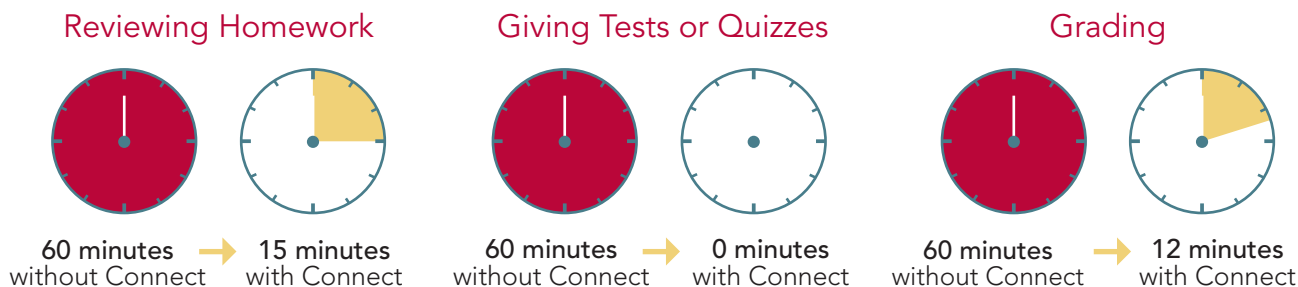 Reviewing Homework
60 minutes
without Connect
15 minutes
with Connect
Giving Tests or Quizzes
60 minutes
without Connect
0 minutes
with Connect
Grading
60 minutes
without Connect
12 minutes
with Connect